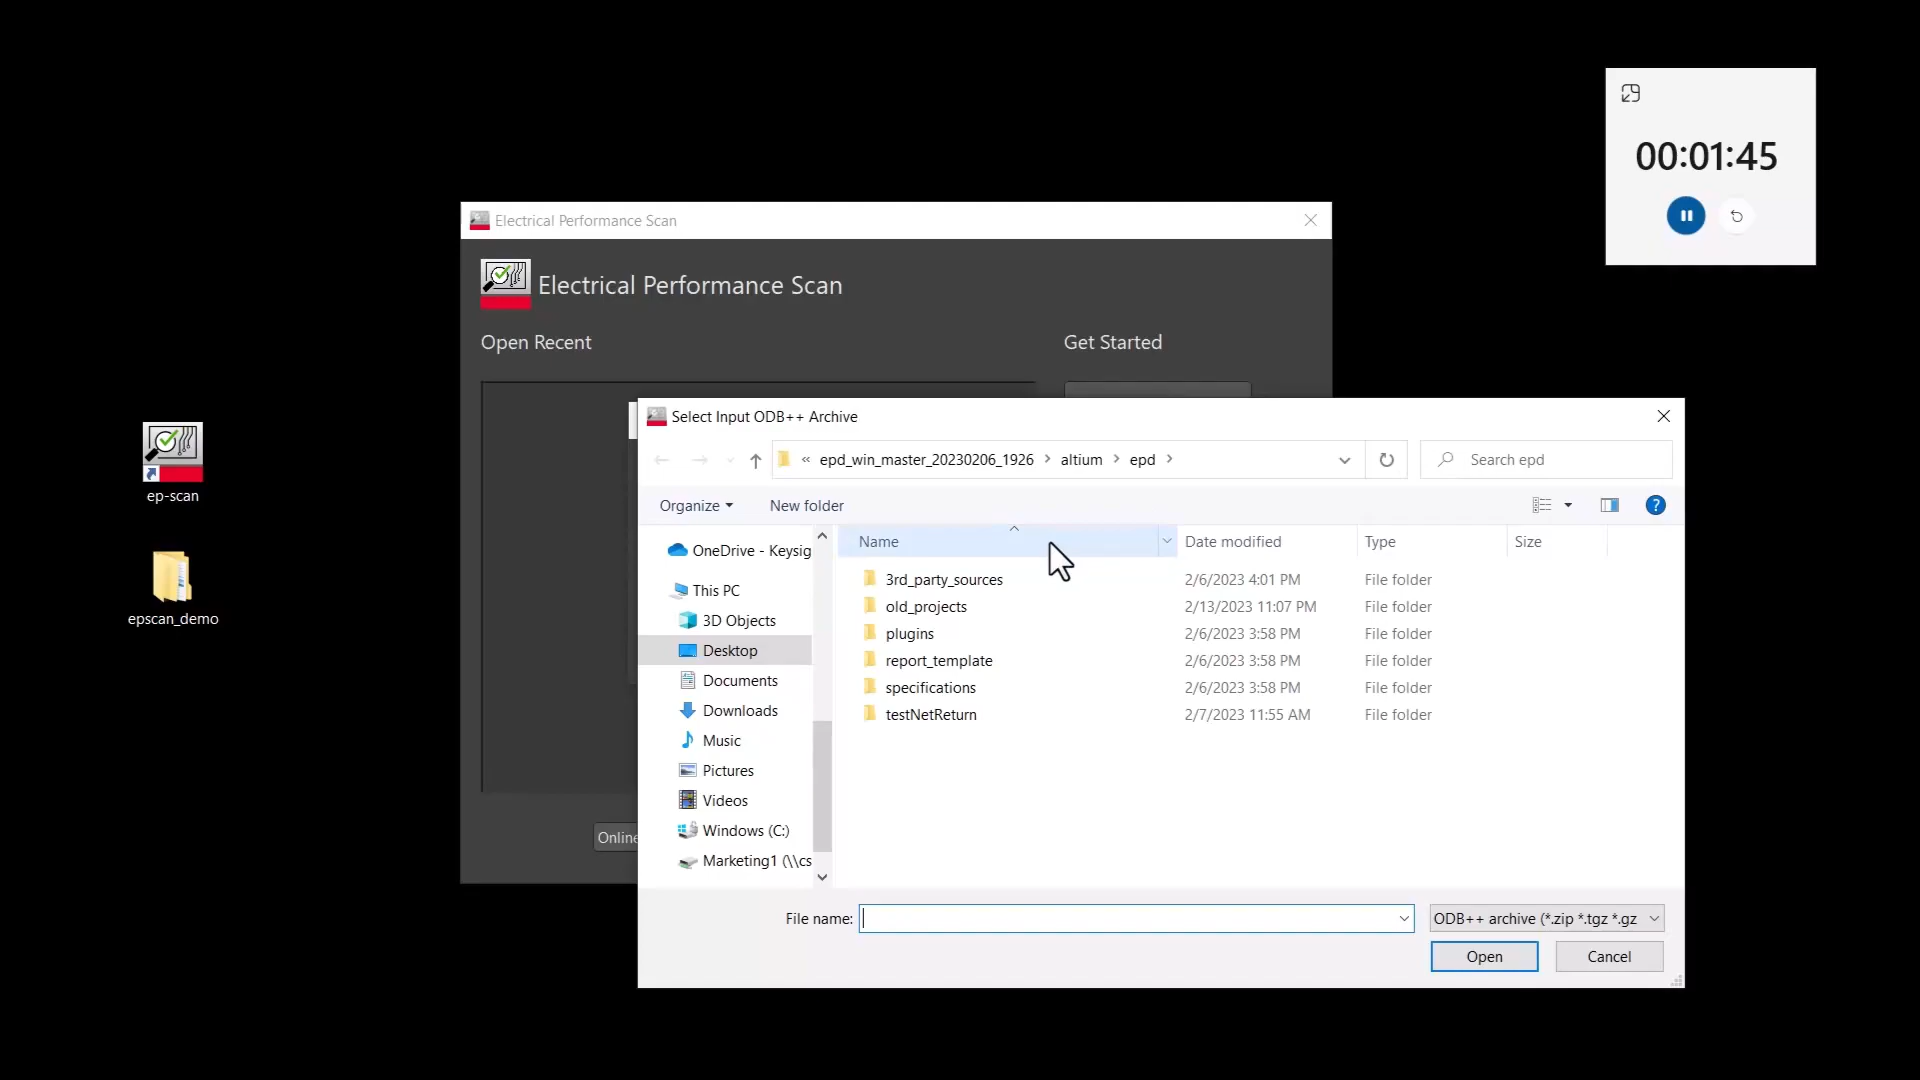 00:01:45
Electrical Performance Scan
Electrical Performance Scan
Open Recent
Get Started
ep-scan
epscan_demo
Online
Select Input ODB++ Archive
« epd_win_master_20230206_1926 > altium > epd >
Search epd
Organize
New folder
?
Name Date modified Type Size
OneDrive - Keysig
This PC
3D Objects
Desktop
Documents
Downloads
Music
Pictures
Videos
Windows (C:)
Marketing1 (\\cs
3rd_party_sources 2/6/2023 4:01 PM File folder
old_projects 2/13/2023 11:07 PM File folder
plugins 2/6/2023 3:58 PM File folder
report_template 2/6/2023 3:58 PM File folder
specifications 2/6/2023 3:58 PM File folder
testNetReturn 2/7/2023 11:55 AM File folder
File name:
ODB++ archive (*.zip *.tgz *.gz
Open
Cancel